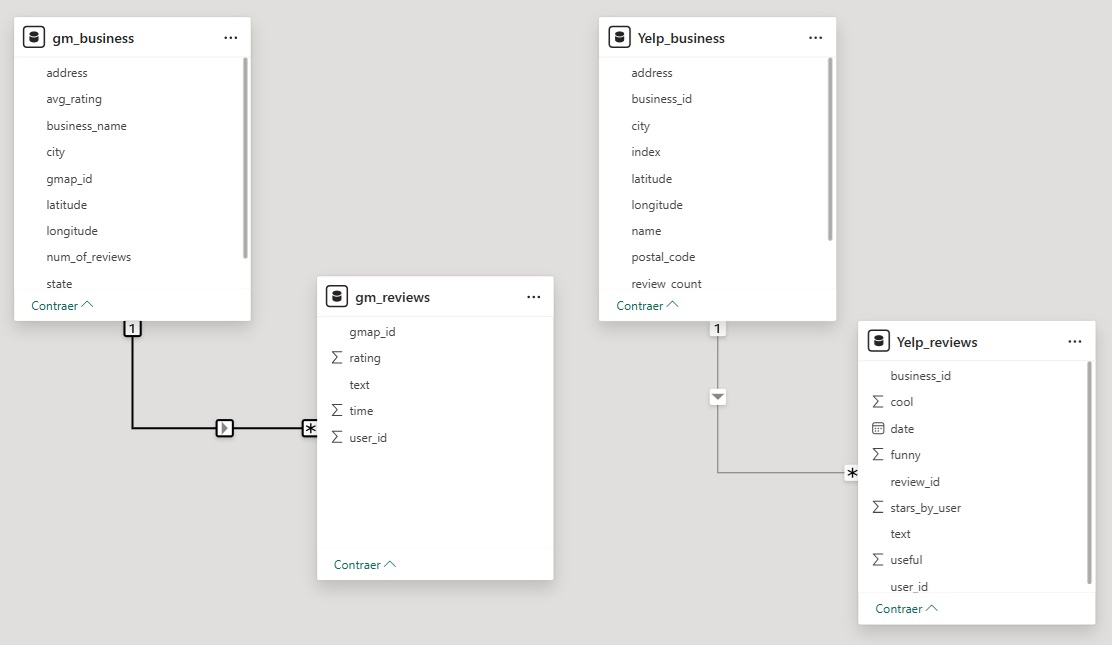 gm_business
address
avg_rating
business_name
city
gmap_id
latitude
longitude
num_of_reviews
state
Contraer
1
*
gm_reviews
gmap_id
rating
text
time
user_id
Contraer
Yelp_business
address
business_id
city
index
latitude
longitude
name
postal_code
review_count
Contraer
1
*
Yelp_reviews
business_id
cool
date
funny
review_id
stars_by_user
text
useful
user_id
Contraer